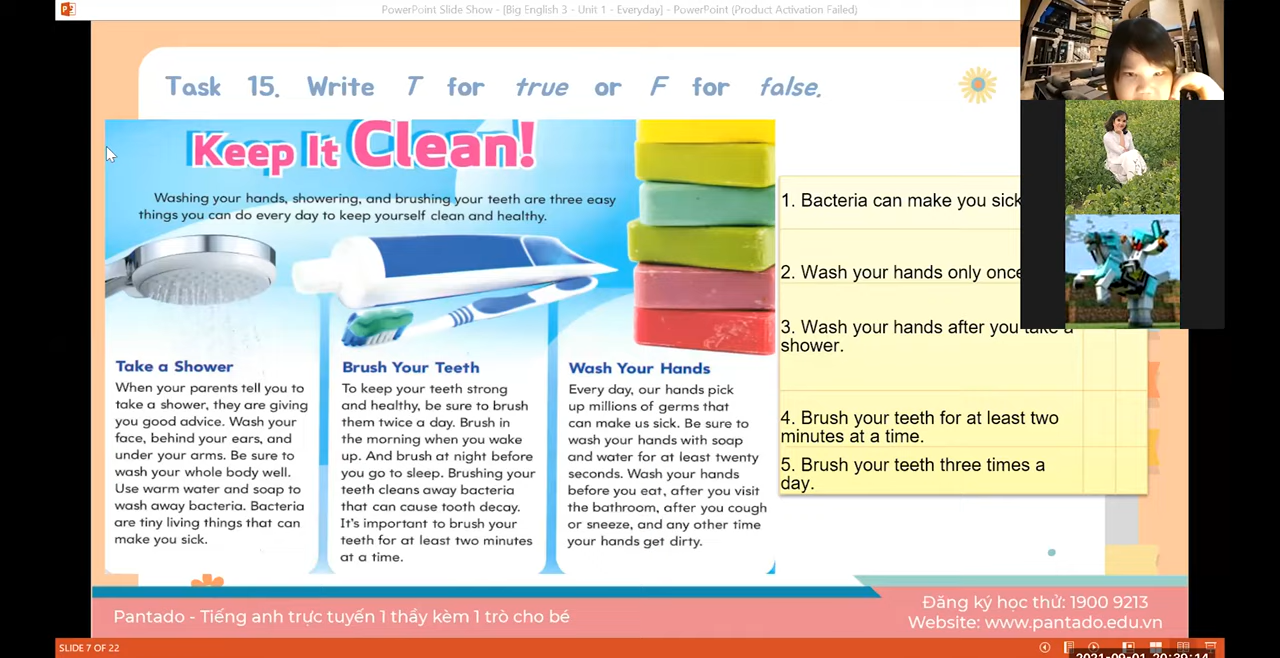 PowerPoint Slide Show - [Big English 3 - Unit 1 - Everyday] - PowerPoint (Product Activation Failed)
Task 15. Write T for true or F for false.
Keep It Clean!
Washing your hands, showering, and brushing your teeth are three easy
things you can do every day to keep yourself clean and healthy.
Take a Shower
When your parents tell you to
take a shower, they are giving
you good advice. Wash your
face, behind your ears, and
under your arms. Be sure to
wash your whole body well.
Use warm water and soap to
wash away bacteria. Bacteria
are tiny living things that can
make you sick.
Brush Your Teeth
To keep your teeth strong
and healthy, be sure to brush
them twice a day. Brush in
the morning when you wake
up. And brush at night before
you go to sleep. Brushing your
teeth cleans away bacteria
that can cause tooth decay.
It's important to brush your
teeth for at least two minutes
at a time.
Wash Your Hands
Every day, our hands pick
up millions of germs that
can make us sick. Be sure to
wash your hands with soap
and water for at least twenty
seconds. Wash your hands
before you eat, after you visit
the bathroom, after you cough
or sneeze, and any other time
your hands get dirty.
1. Bacteria can make you sick
2. Wash your hands only once
3. Wash your hands after you take a
shower.
4. Brush your teeth for at least two
minutes at a time.
5. Brush your teeth three times a
day.
Pantado - Tiếng anh trực tuyến 1 thầy kèm 1 trò cho bé
Đăng ký học thử: 1900 9213
Website: www.pantado.edu.vn
SLIDE 7 OF 22
2021-09-01 20:39:14